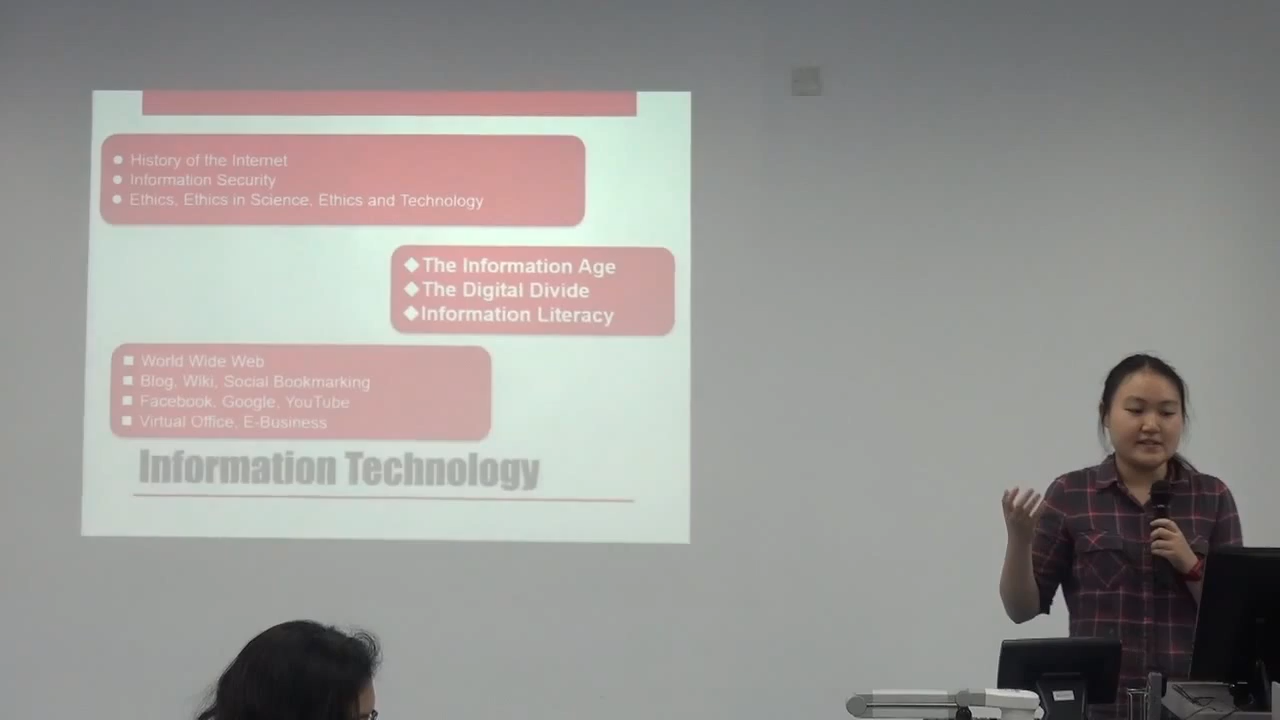 History of the Internet
Information Security
Ethics, Ethics in Science, Ethics and Technology
The Information Age
The Digital Divide
Information Literacy
World Wide Web
Blog, Wiki, Social Bookmarking
Facebook, Google, YouTube
Virtual Office, E-Business
Information Technology